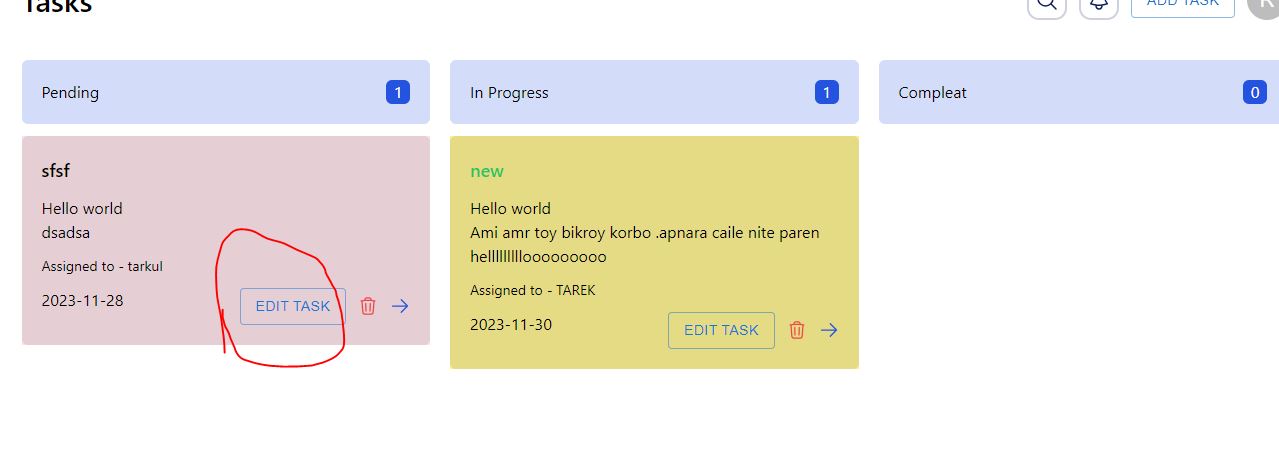 Tasks
ADD TASK
R
Pending 1
In Progress 1
Compleat 0
sfsf
Hello world
dsadsa
Assigned to - tarkul
2023-11-28
EDIT TASK
new
Hello world
Ami amr toy bikroy korbo .apnara caile nite paren
helllllllllooooooooo
Assigned to - TAREK
2023-11-30
EDIT TASK